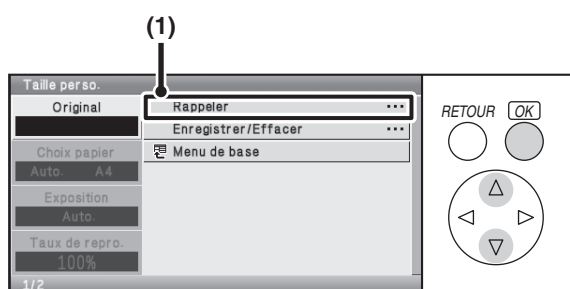 (1)
Taille perso.
Original
Rappeler ...
Enregistrer/Effacer ...
Menu de base
Choix papier
Auto. A4
Exposition
Auto.
Taux de repro.
100%
1/2
RETOUR OK